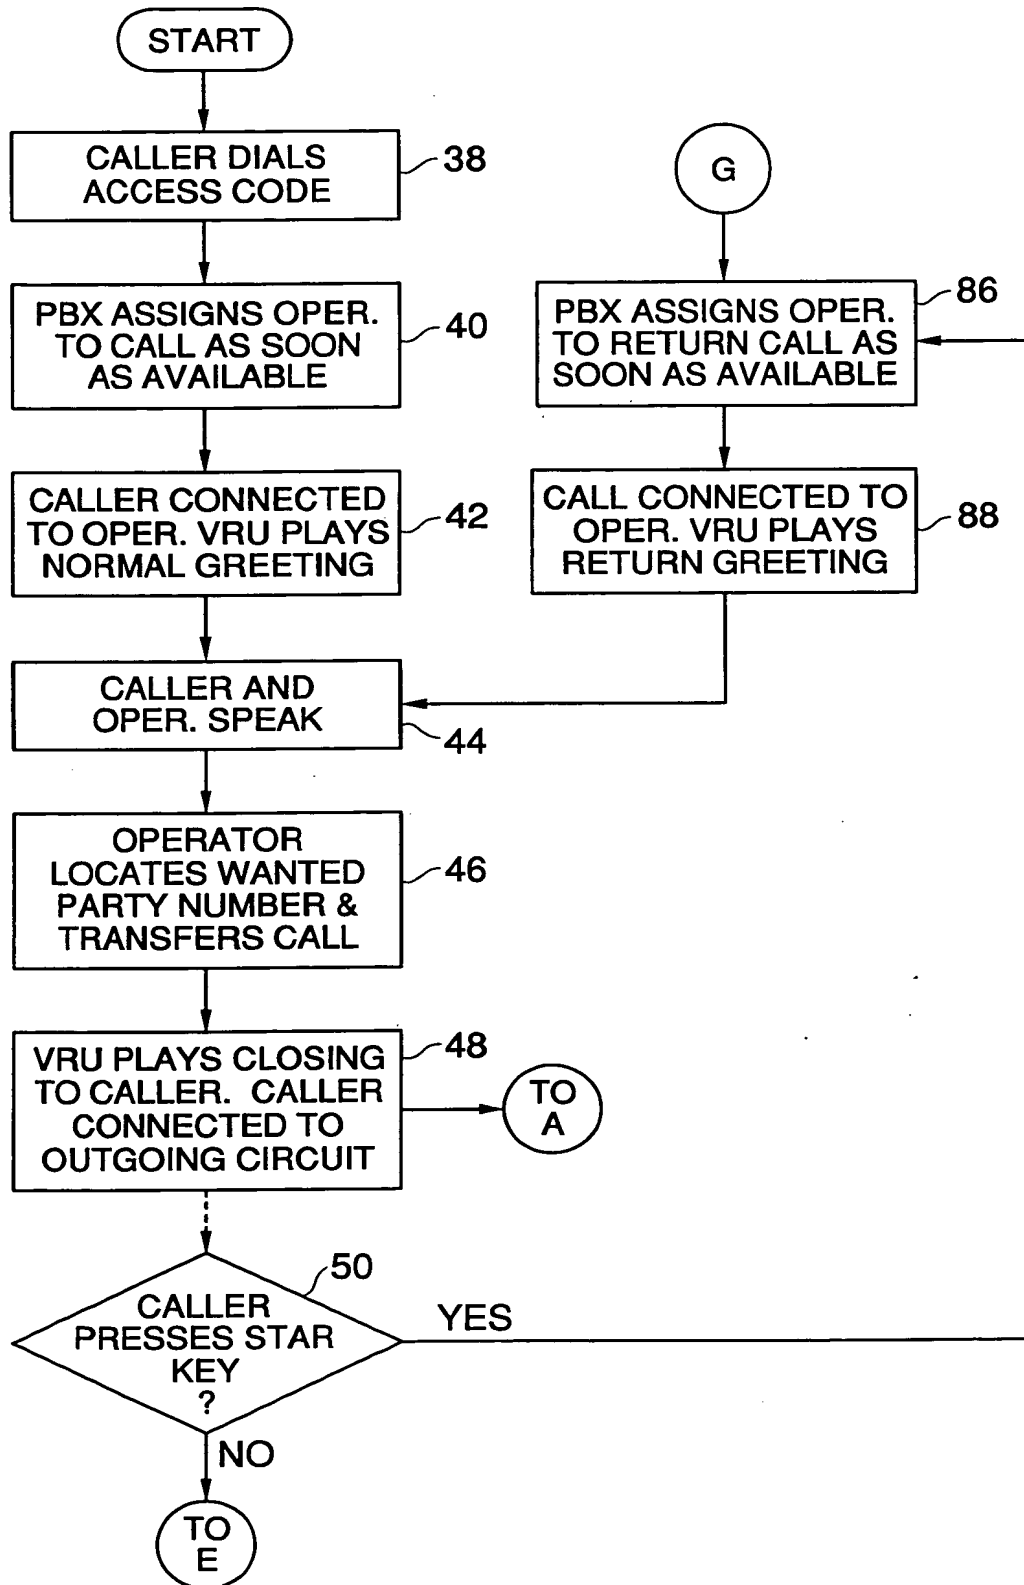 START
CALLER DIALS
ACCESS CODE
38
PBX ASSIGNS OPER.
TO CALL AS SOON
AS AVAILABLE
40
CALLER CONNECTED
TO OPER. VRU PLAYS
NORMAL GREETING
42
CALLER AND
OPER. SPEAK
44
OPERATOR
LOCATES WANTED
PARTY NUMBER &
TRANSFERS CALL
46
VRU PLAYS CLOSING
TO CALLER. CALLER
CONNECTED TO
OUTGOING CIRCUIT
48
TO
A
50
CALLER
PRESSES STAR
KEY
?
YES
NO
TO
E
G
PBX ASSIGNS OPER.
TO RETURN CALL AS
SOON AS AVAILABLE
86
CALL CONNECTED TO
OPER. VRU PLAYS
RETURN GREETING
88